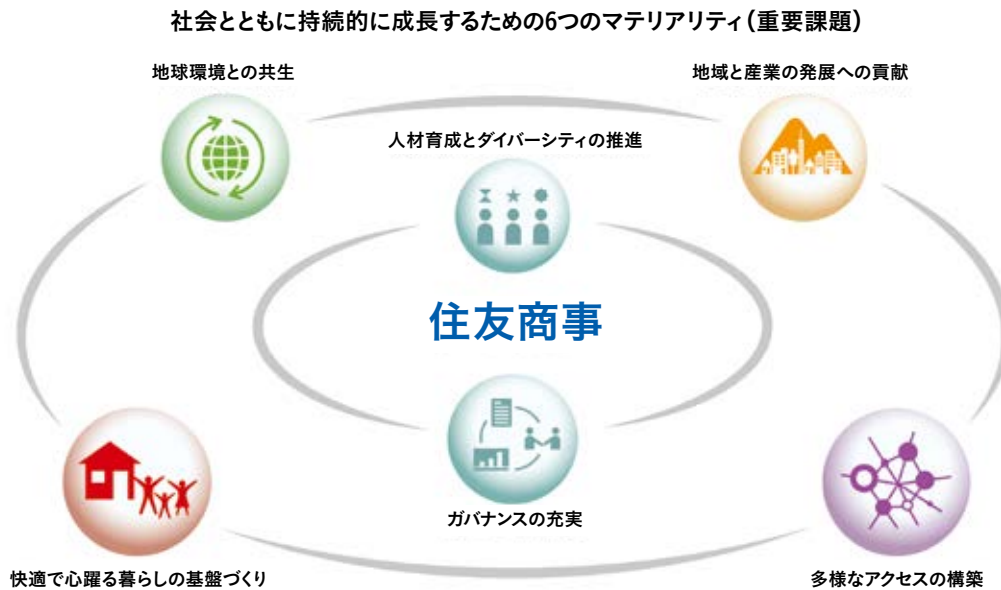 社会とともに持続的に成長するための6つのマテリアリティ(重要課題)
地球環境との共生
地域と産業の発展への貢献
人材育成とダイバーシティの推進
住友商事
ガバナンスの充実
快適で心躍る暮らしの基盤づくり
多様なアクセスの構築